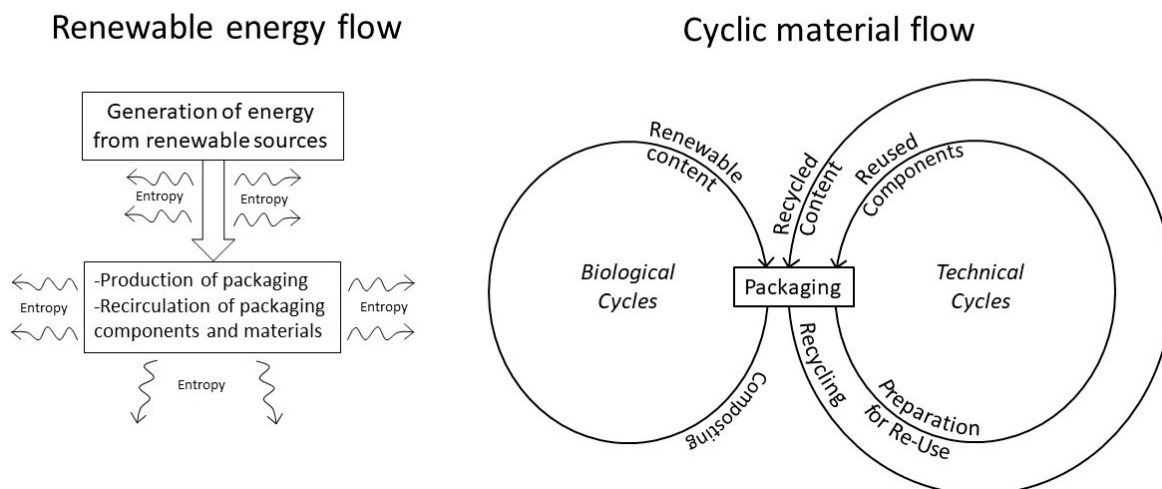 Renewable energy flow
Generation of energy
from renewable sources
Entropy
Entropy
-Production of packaging
-Recirculation of packaging
components and materials
Entropy
Entropy
Entropy
Cyclic material flow
Renewable
content
Recycled
Content
Reused
Components
Biological
Cycles
Packaging
Technical
Cycles
Composting
Recycling
Preparation
for Re-Use